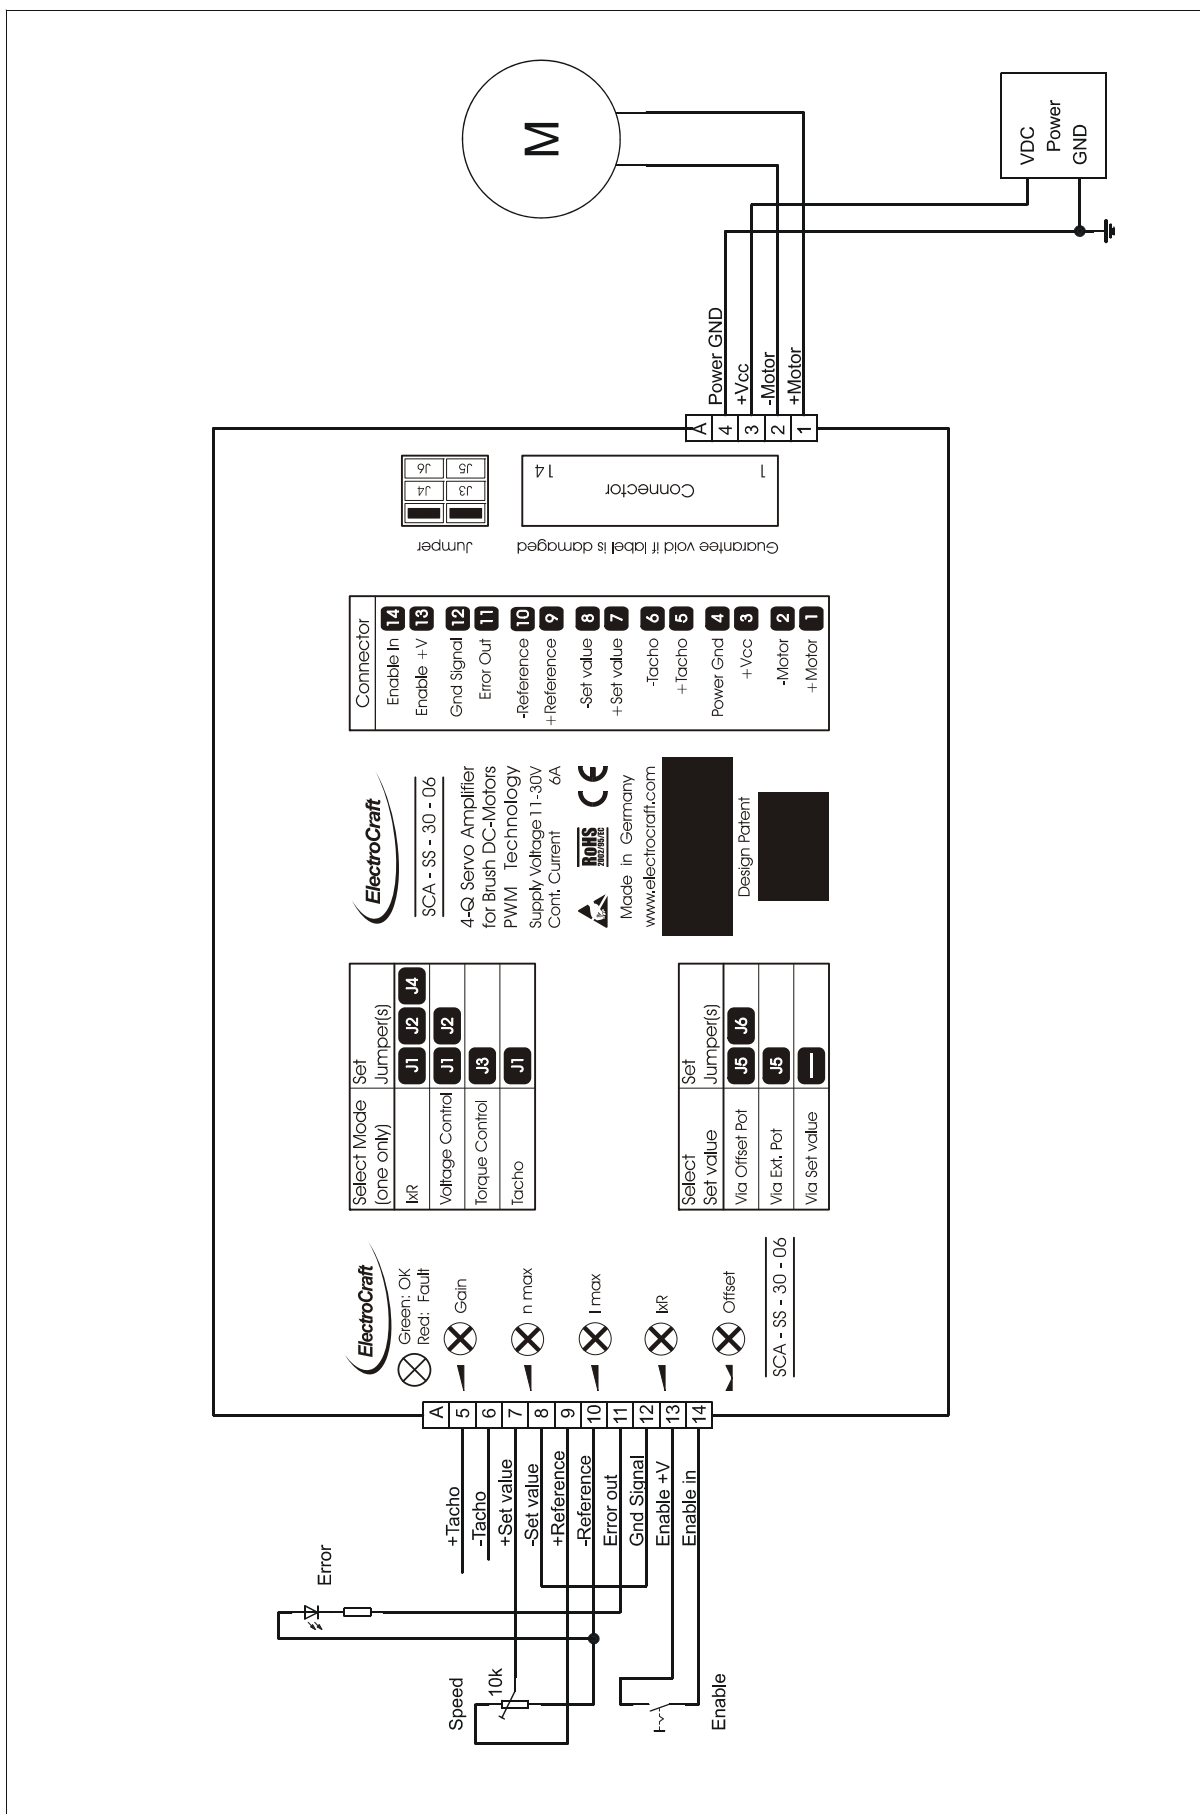 M
VDC
Power
GND
Power GND
+Vcc
-Motor
+Motor
A
4
3
2
1
J6
J5
J4
J3
Jumper
14
1
Connector
Guarantee void if label is damaged
Connector
Enable In 14
Enable +V 13
Gnd Signal 12
Error Out 11
-Reference 10
+Reference 9
-Set value 8
+Set value 7
-Tacho 6
+Tacho 5
Power Gnd 4
+Vcc 3
-Motor 2
+Motor 1
ElectroCraft
SCA - SS - 30 - 06
4-Q Servo Amplifier
for Brush DC-Motors
PWM Technology
Supply Voltage 11-30V
Cont. Current 6A
RoHS
2002/95/EC
CE
Made in Germany
www.electrocraft.com
Design Patent
Select Mode
(one only)
Set
Jumper(s)
IxR J1 J2 J4
Voltage Control J1 J2
Torque Control J3
Tacho J1
Select
Set value
Set
Jumper(s)
Via Offset Pot J5 J6
Via Ext. Pot J5
Via Set value —
ElectroCraft
Green: OK
Red: Fault
Gain
n max
I max
IxR
Offset
SCA - SS - 30 - 06
A
5
6
7
8
9
10
11
12
13
14
+Tacho
-Tacho
+Set value
-Set value
+Reference
-Reference
Error out
Gnd Signal
Enable +V
Enable in
Error
Speed
10k
Enable